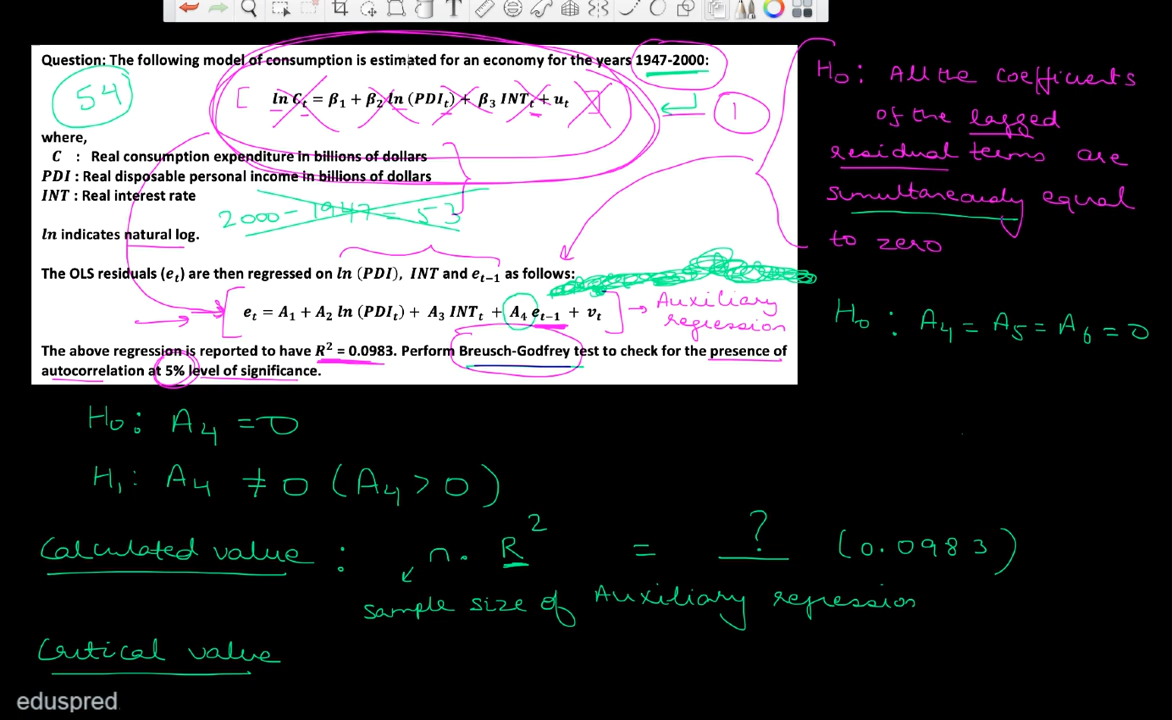 Question: The following model of consumption is estimated for an economy for the years 1947-2000:
54
[ ln Cₜ = β₁ + β₂ ln (PDIₜ) + β₃ INTₜ + uₜ ]
1
where,
C : Real consumption expenditure in billions of dollars
PDI : Real disposable personal income in billions of dollars
INT : Real interest rate
2000 - 1947 = 53
ln indicates natural log.
The OLS residuals (eₜ) are then regressed on ln (PDI), INT and eₜ₋₁ as follows:
[ eₜ = A₁ + A₂ ln (PDIₜ) + A₃ INTₜ + A₄ eₜ₋₁ + vₜ ] → Auxiliary
regression
The above regression is reported to have R² = 0.0983. Perform Breusch-Godfrey test to check for the presence of
autocorrelation at 5% level of significance.
H₀: All the coefficients
of the lagged
residual terms are
simultaneously equal
to zero
H₀ : A₄ = A₅ = A₆ = 0
H₀: A₄ = 0
H₁: A₄ ≠ 0 (A₄ > 0)
Calculated value : n. R² = ? (0.0983)
sample size of Auxiliary regression
Critical value
eduspred